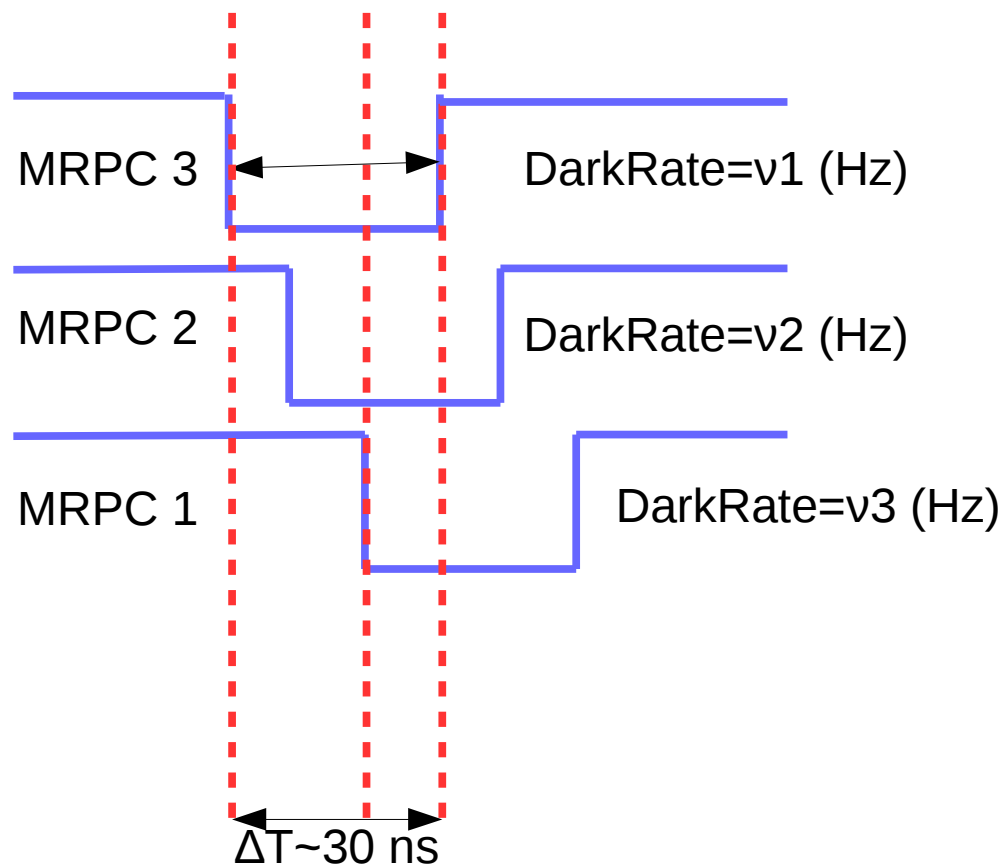 MRPC 3
DarkRate=ν1 (Hz)
MRPC 2
DarkRate=ν2 (Hz)
MRPC 1
DarkRate=ν3 (Hz)
ΔT~30 ns